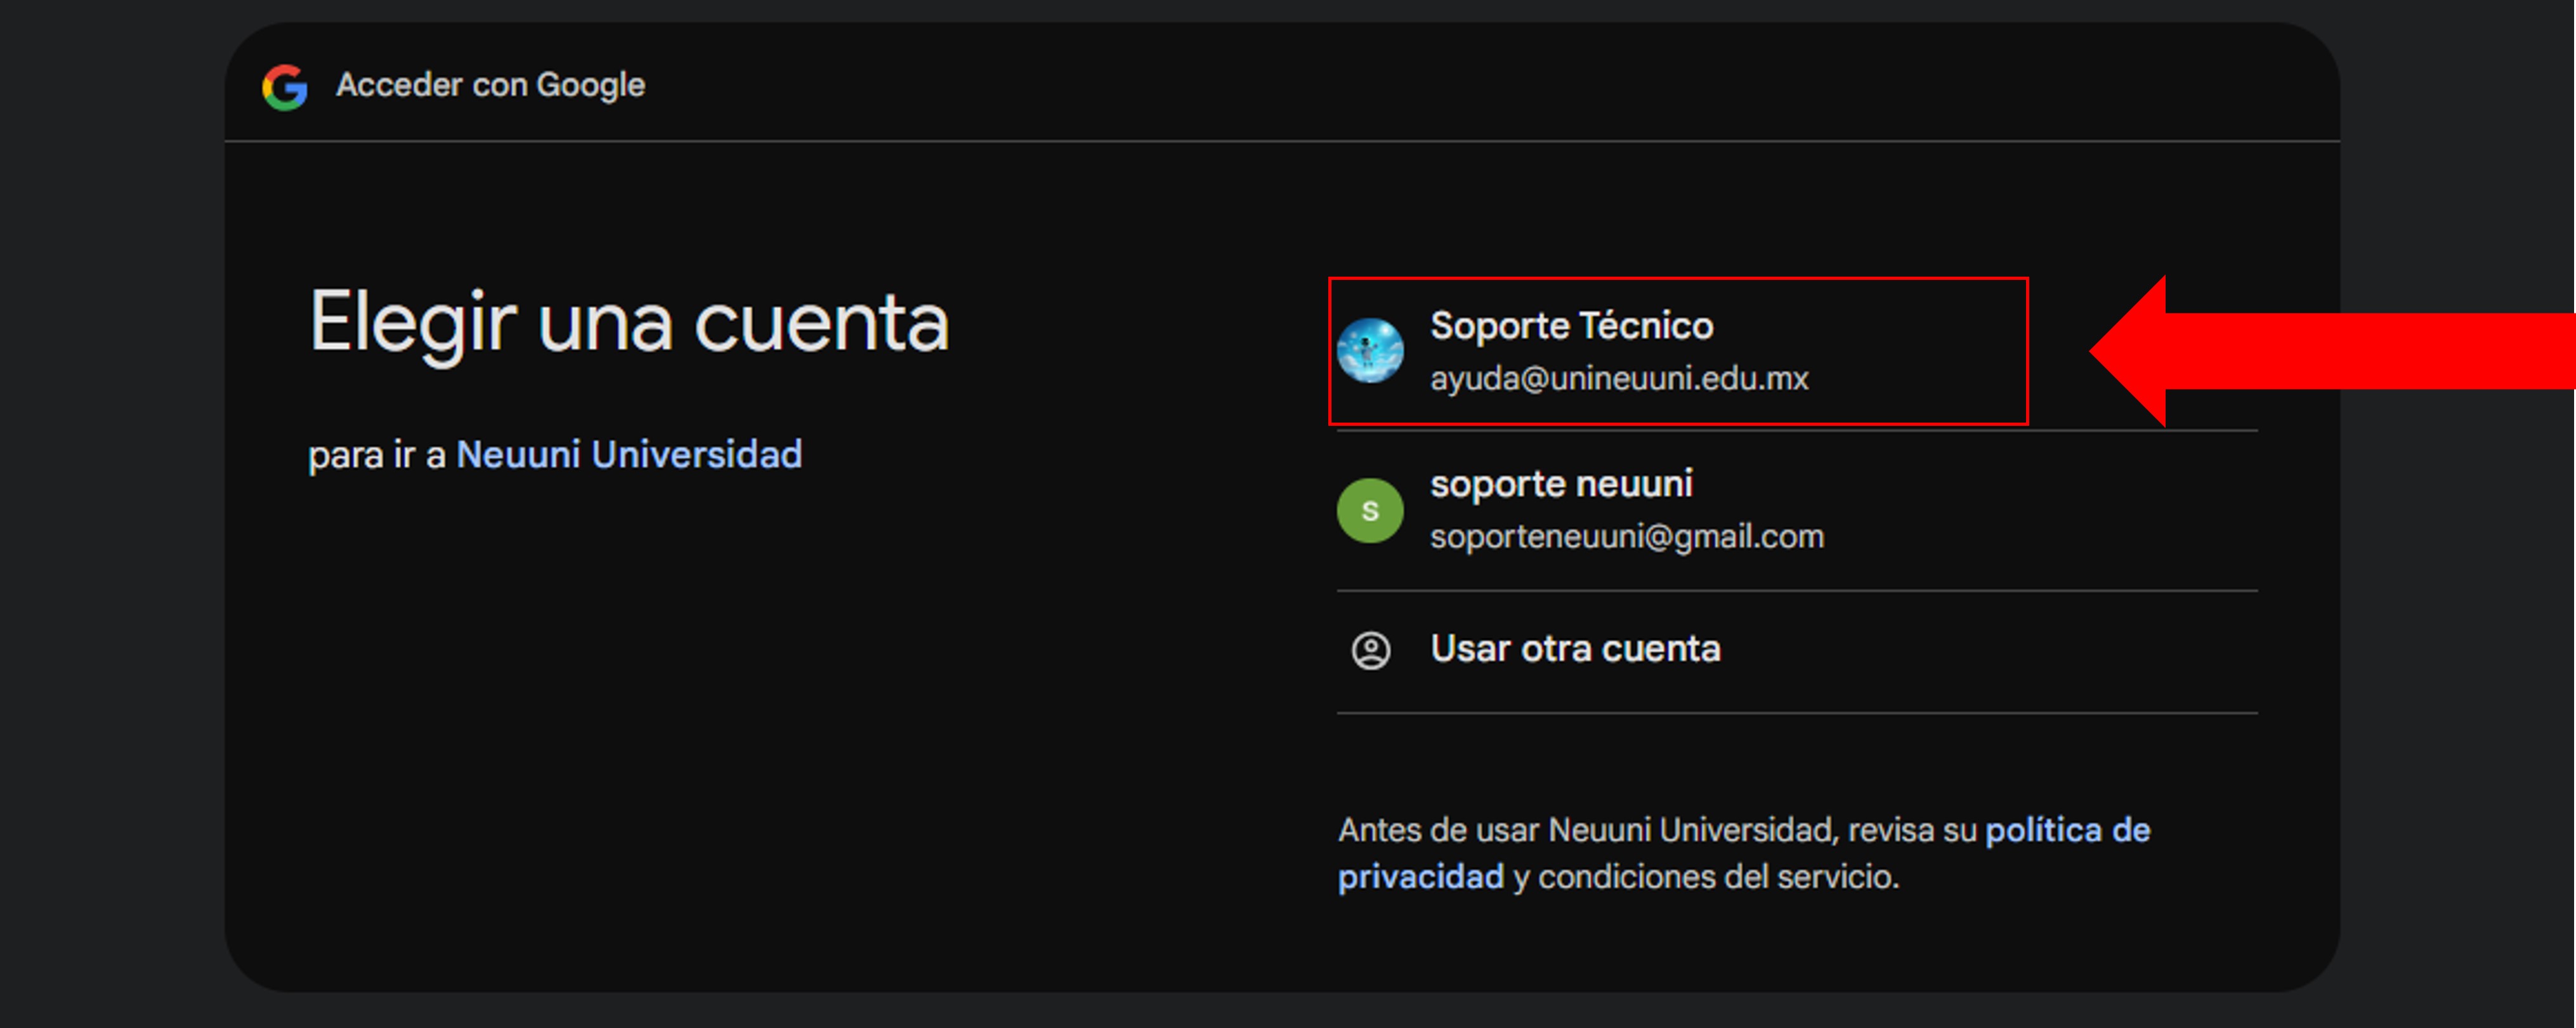 Acceder con Google
Elegir una cuenta
para ir a Neuuni Universidad
Soporte Técnico
ayuda@unineuuni.edu.mx
S
soporte neuuni
soporteneuuni@gmail.com
Usar otra cuenta
Antes de usar Neuuni Universidad, revisa su política de
privacidad y condiciones del servicio.